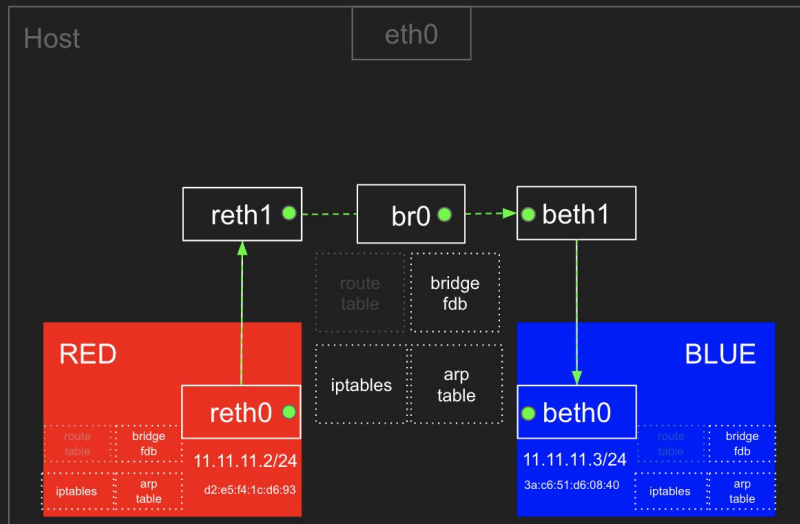 Host
eth0
reth1
br0
beth1
route
table
bridge
fdb
iptables
arp
table
RED
reth0
route
table
bridge
fdb
11.11.11.2/24
iptables
arp
table
d2:e5:f4:1c:d6:93
BLUE
beth0
route
table
bridge
fdb
11.11.11.3/24
3a:c6:51:d6:08:40
iptables
arp
table